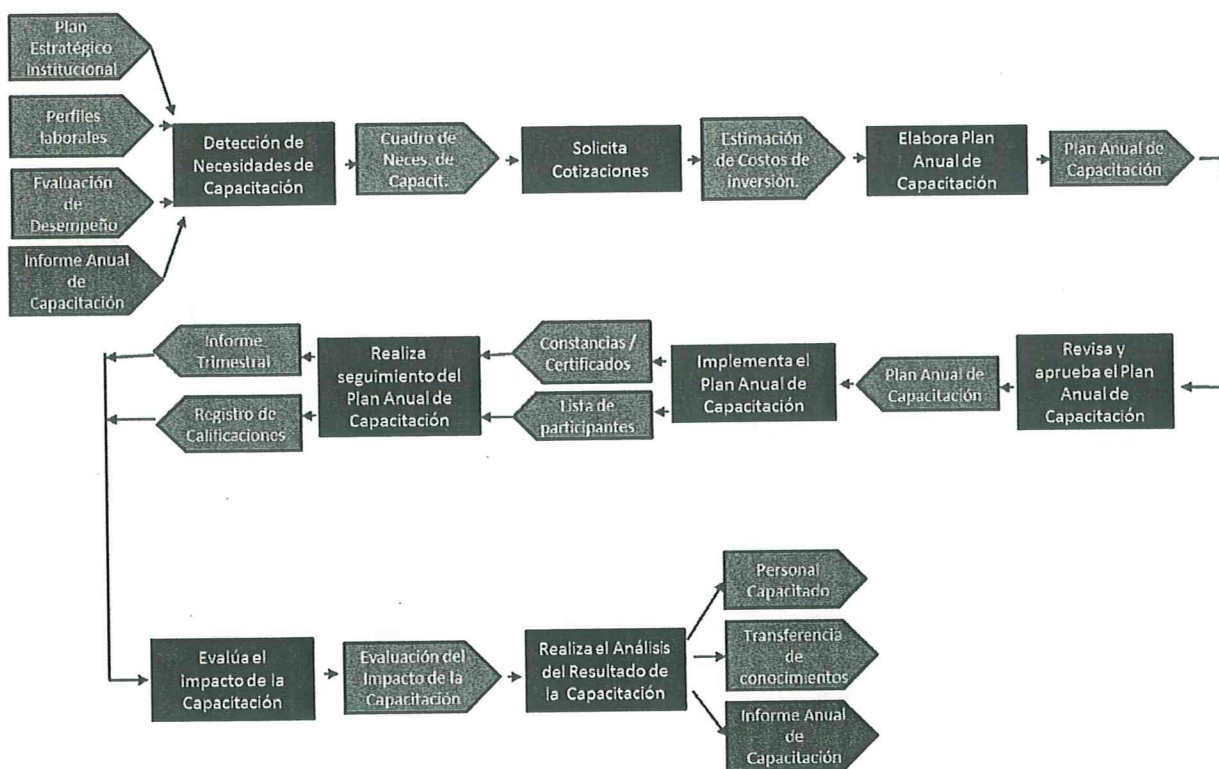 Plan
Estratégico
Institucional
Perfiles
laborales
Evaluación
de
Desempeño
Informe Anual
de
Capacitación
Detección de
Necesidades de
Capacitación
Cuadro de
Neces. de
Capacit.
Solicita
Cotizaciones
Estimación
de Costos de
inversión.
Elabora Plan
Anual de
Capacitación
Plan Anual de
Capacitación
Revisa y
aprueba el Plan
Anual de
Capacitación
Plan Anual de
Capacitación
Implementa el
Plan Anual de
Capacitación
Constancias /
Certificados
Lista de
participantes
Realiza
seguimiento del
Plan Anual de
Capacitación
Informe
Trimestral
Registro de
Calificaciones
Evalúa el
impacto de la
Capacitación
Evaluación del
Impacto de la
Capacitación
Realiza el Análisis
del Resultado de
la Capacitación
Personal
Capacitado
Transferencia
de
conocimientos
Informe Anual
de
Capacitación